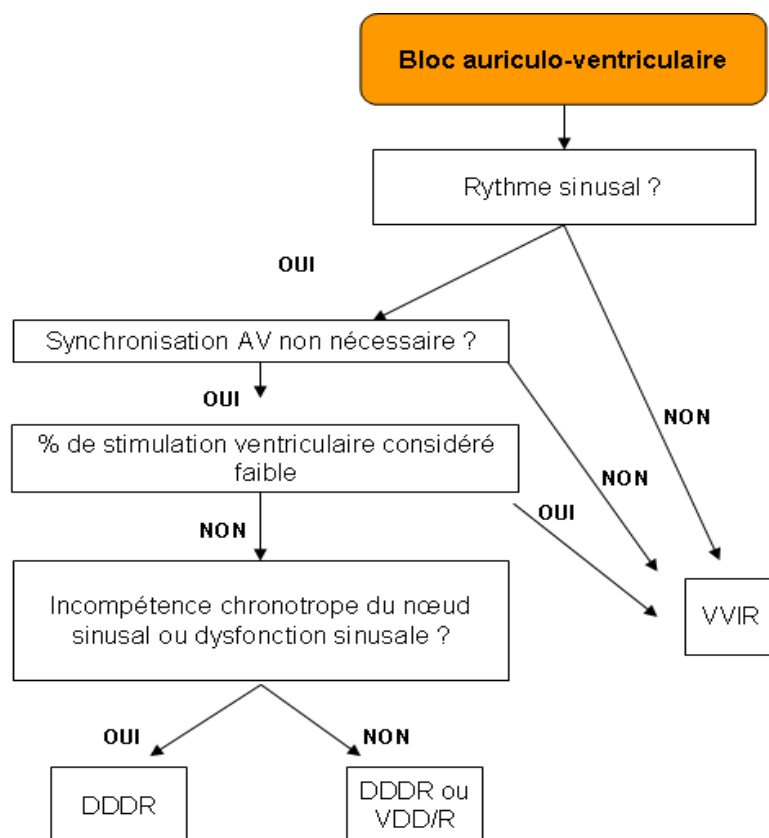 Bloc auriculo-ventriculaire
Rythme sinusal ?
OUI
Synchronisation AV non nécessaire ?
OUI
NON
% de stimulation ventriculaire considéré
faible
NON
OUI
NON
Incompétence chronotrope du nœud
sinusal ou dysfonction sinusale ?
VVIR
OUI
NON
DDDR
DDDR ou
VDD/R